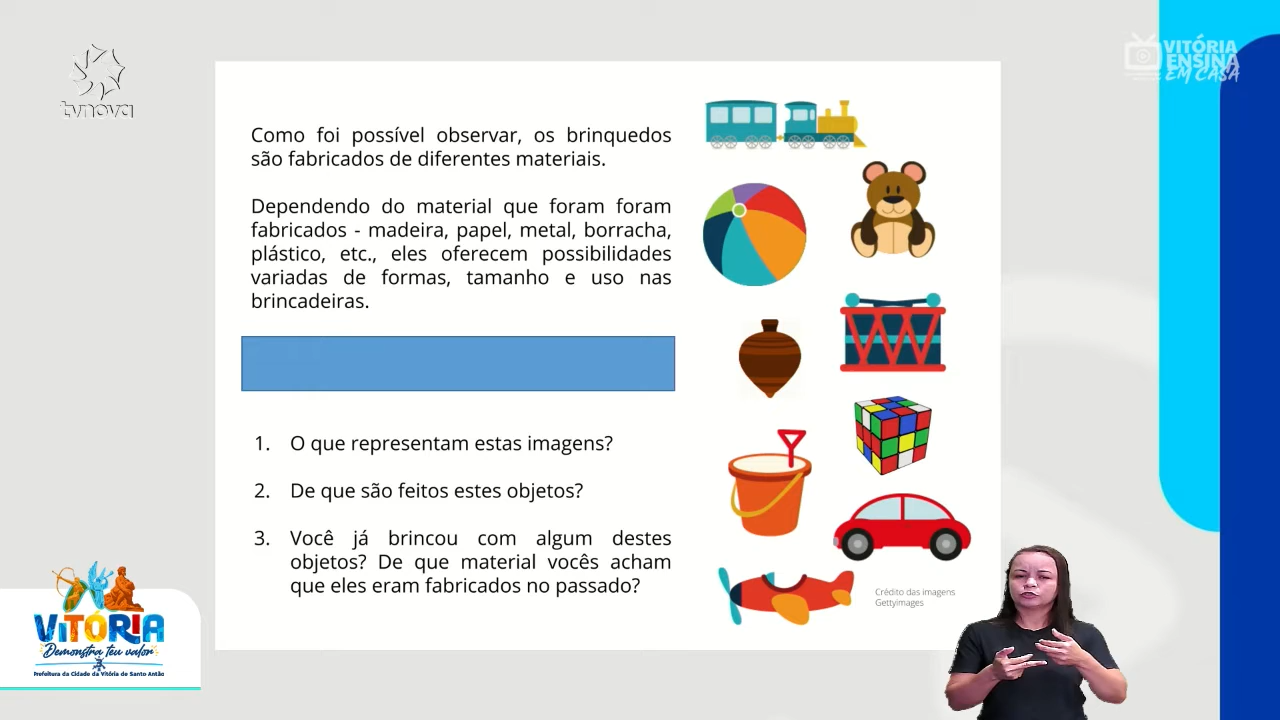 tvnova
VITÓRIA
ENSINA
EM CASA
Como foi possível observar, os brinquedos
são fabricados de diferentes materiais.
Dependendo do material que foram foram
fabricados - madeira, papel, metal, borracha,
plástico, etc., eles oferecem possibilidades
variadas de formas, tamanho e uso nas
brincadeiras.
1. O que representam estas imagens?
2. De que são feitos estes objetos?
3. Você já brincou com algum destes
objetos? De que material vocês acham
que eles eram fabricados no passado?
Crédito das imagens
Gettyimages
VITÓRIA
Demonstra teu valor
Prefeitura da Cidade da Vitória de Santo Antão